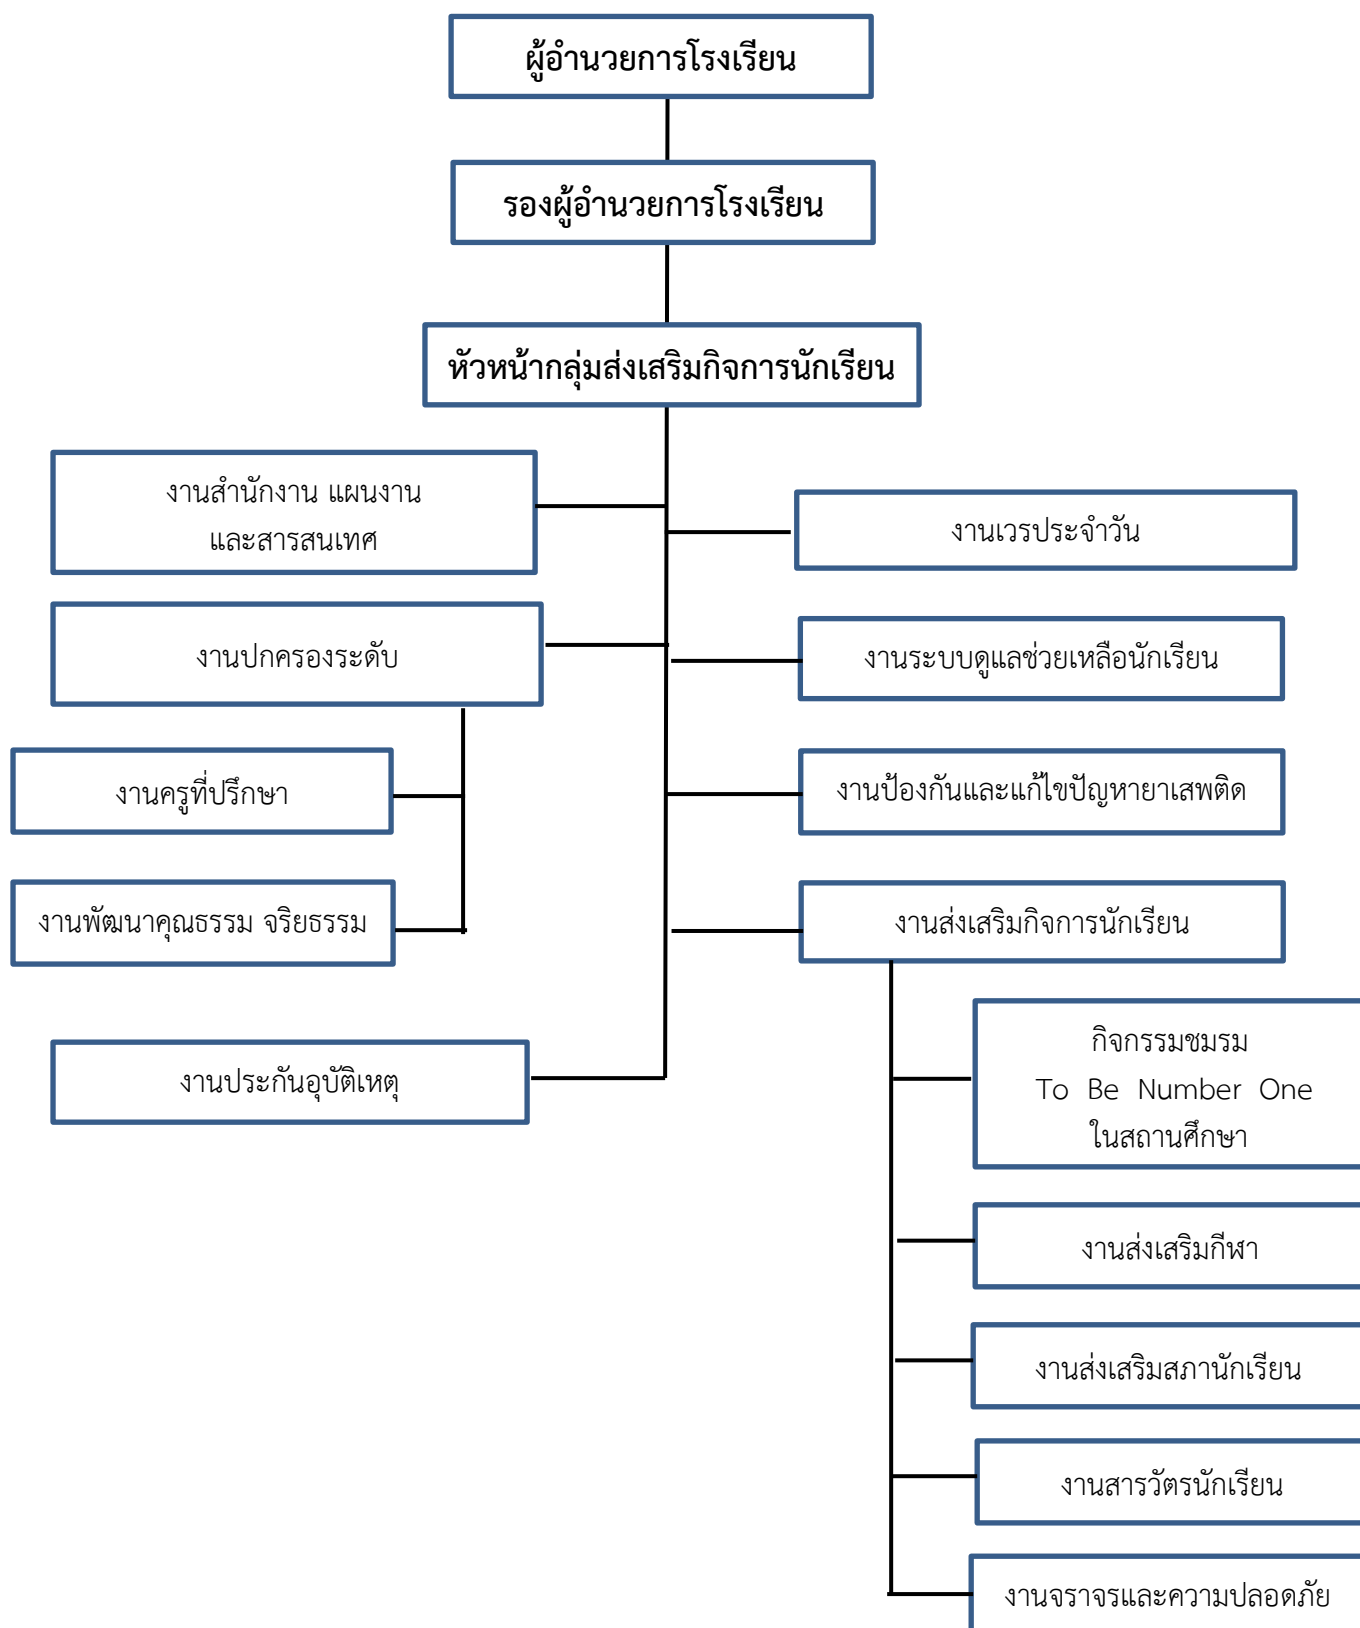 ผู้อำนวยการโรงเรียน
รองผู้อำนวยการโรงเรียน
หัวหน้ากลุ่มส่งเสริมกิจการนักเรียน
งานสำนักงาน แผนงาน
และสารสนเทศ
งานเวรประจำวัน
งานปกครองระดับ
งานระบบดูแลช่วยเหลือนักเรียน
งานครูที่ปรึกษา
งานป้องกันและแก้ไขปัญหายาเสพติด
งานพัฒนาคุณธรรม จริยธรรม
งานส่งเสริมกิจการนักเรียน
งานประกันอุบัติเหตุ
กิจกรรมชมรม
To Be Number One
ในสถานศึกษา
งานส่งเสริมกีฬา
งานส่งเสริมสภานักเรียน
งานสารวัตรนักเรียน
งานจราจรและความปลอดภัย